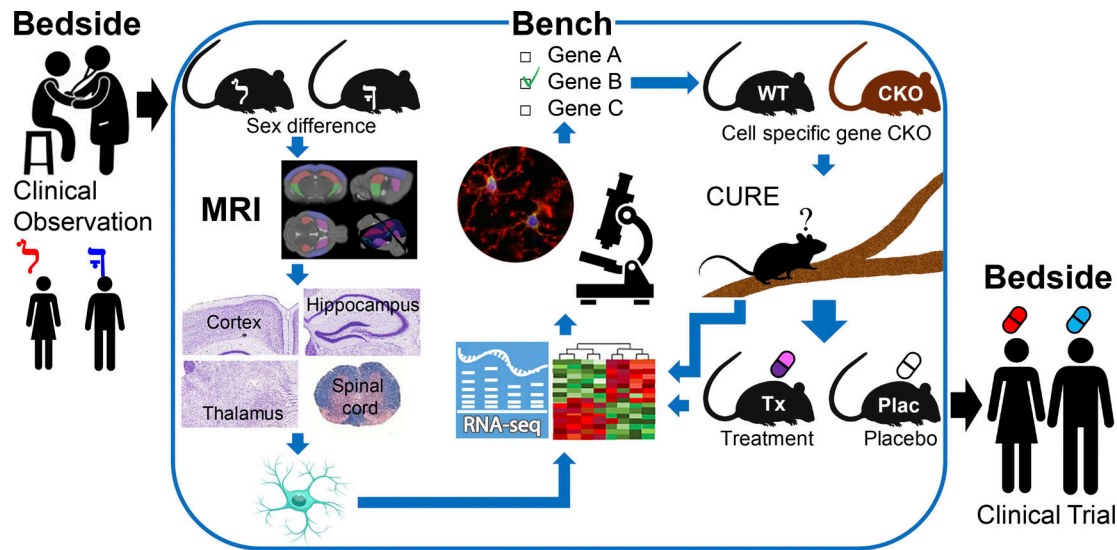 Bedside
Clinical
Observation
Bench
Sex difference
MRI
Cortex
Hippocampus
Thalamus
Spinal
cord
□ Gene A
□ Gene B
□ Gene C
RNA-seq
WT
CKO
Cell specific gene CKO
CURE
?
Tx
Plac
Treatment
Placebo
Bedside
Clinical Trial